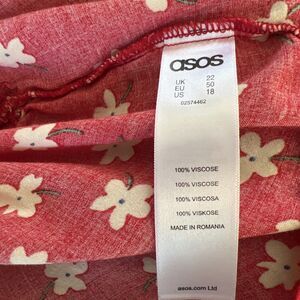 asos
UK 22
EU 50
US 18
02574462
100% VISCOSE
100% VISCOSE
100% VISCOSA
100% VISKOSE
MADE IN ROMANIA
asos.com Ltd